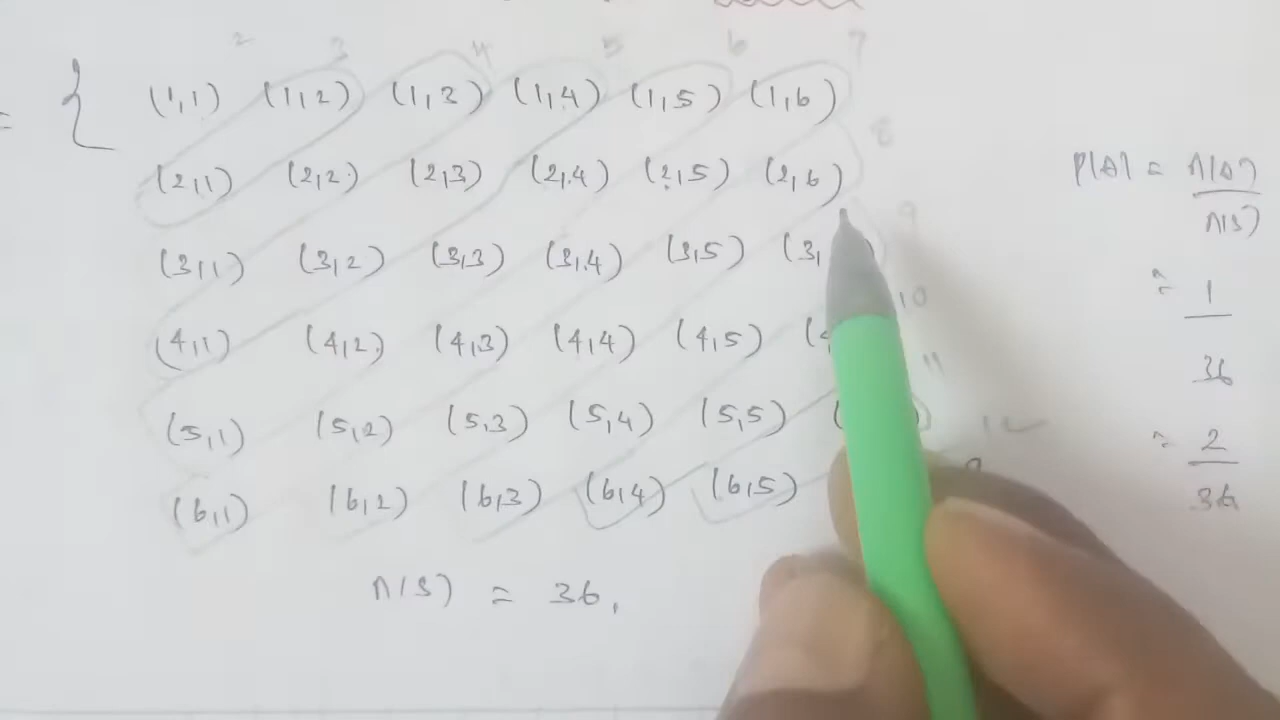 2 3 4 5 6 7
= { (1,1) (1,2) (1,3) (1,4) (1,5) (1,6)
8
(2,1) (2,2) (2,3) (2,4) (2,5) (2,6)
9
(3,1) (3,2) (3,3) (3,4) (3,5) (3,
10
(4,1) (4,2) (4,3) (4,4) (4,5) (4
11
(5,1) (5,2) (5,3) (5,4) (5,5) (
12
(6,1) (6,2) (6,3) (6,4) (6,5)
n(S) = 36,
P(A) = n(A)
n(S)
= 1
36
= 2
36